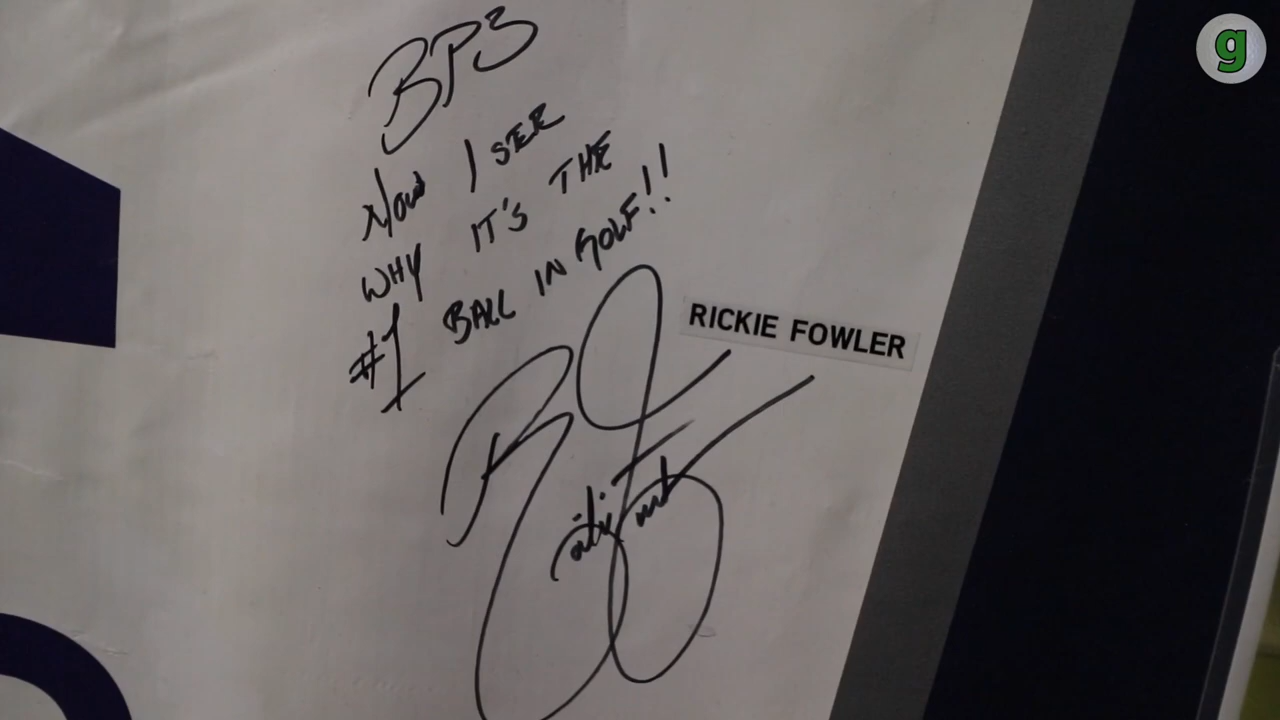 BP3
NOW I SEE
WHY IT'S THE
#1 BALL IN GOLF!!
RICKIE FOWLER
g